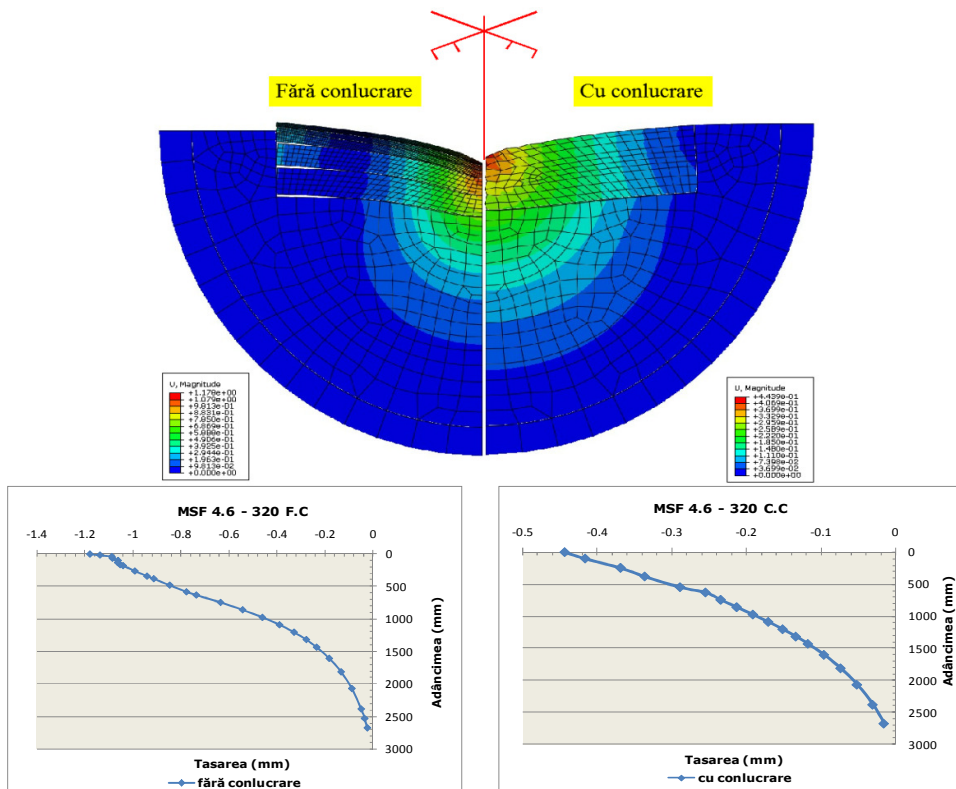 Fără conlucrare
Cu conlucrare
U, Magnitude
+1.178e+00
+1.079e+00
+9.813e-01
+8.831e-01
+7.850e-01
+6.869e-01
+5.888e-01
+4.906e-01
+3.925e-01
+2.944e-01
+1.963e-01
+9.813e-02
+0.000e+00
U, Magnitude
+4.439e-01
+4.069e-01
+3.699e-01
+3.329e-01
+2.959e-01
+2.589e-01
+2.220e-01
+1.850e-01
+1.480e-01
+1.110e-01
+7.398e-02
+3.699e-02
+0.000e+00
MSF 4.6 - 320 F.C
-1.4 -1.2 -1 -0.8 -0.6 -0.4 -0.2 0
0
500
1000
1500
2000
2500
3000
Adâncimea (mm)
Tasarea (mm)
fără conlucrare
MSF 4.6 - 320 C.C
-0.5 -0.4 -0.3 -0.2 -0.1 0
0
500
1000
1500
2000
2500
3000
Adâncimea (mm)
Tasarea (mm)
cu conlucrare